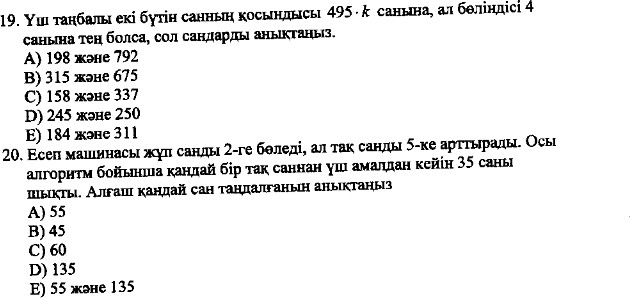 19. Үш таңбалы екі бүтін санның қосындысы 495 · k санына, ал бөліндісі 4
санына тең болса, сол сандарды анықтаңыз.
A) 198 және 792
B) 315 және 675
C) 158 және 337
D) 245 және 250
E) 184 және 311
20. Есеп машинасы жұп санды 2-ге бөледі, ал тақ санды 5-ке арттырады. Осы
алгоритм бойынша қандай бір тақ саннан үш амалдан кейін 35 саны
шықты. Алғаш қандай сан таңдалғанын анықтаңыз
A) 55
B) 45
C) 60
D) 135
E) 55 және 135